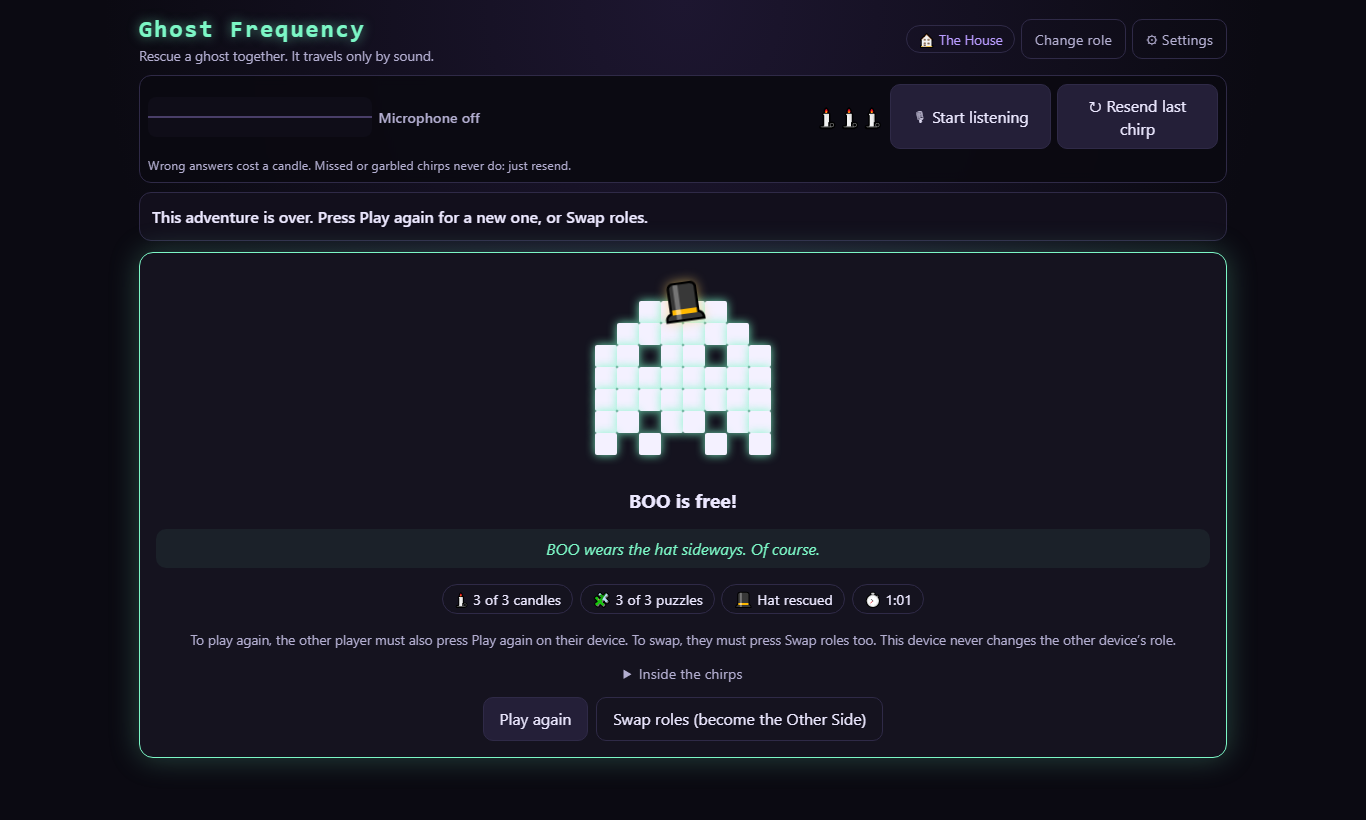 Ghost Frequency
Rescue a ghost together. It travels only by sound.
The House
Change role
Settings
Microphone off
Start listening
Resend last
chirp
Wrong answers cost a candle. Missed or garbled chirps never do: just resend.
This adventure is over. Press Play again for a new one, or Swap roles.
BOO is free!
BOO wears the hat sideways. Of course.
3 of 3 candles
3 of 3 puzzles
Hat rescued
1:01
To play again, the other player must also press Play again on their device. To swap, they must press Swap roles too. This device never changes the other device’s role.
Inside the chirps
Play again
Swap roles (become the Other Side)